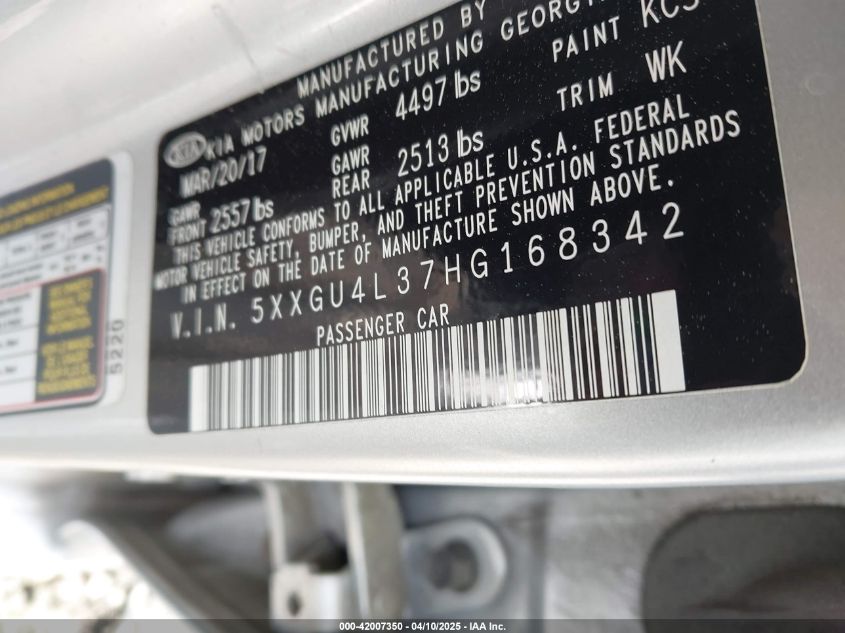 MANUFACTURED BY
KIA MOTORS MANUFACTURING
MAR/20/17 GVWR 4497 lbs PAINT
GAWR FRONT 2557 lbs GAWR REAR 2513 lbs TRIM WK
THIS VEHICLE CONFORMS TO ALL APPLICABLE U.S.A. FEDERAL
MOTOR VEHICLE SAFETY, BUMPER, AND THEFT PREVENTION STANDARDS
IN EFFECT ON THE DATE OF MANUFACTURE SHOWN ABOVE.
V.I.N. 5XXGU4L37HG168342
PASSENGER CAR
5220
000-42007350 - 04/10/2025 - IAA Inc.